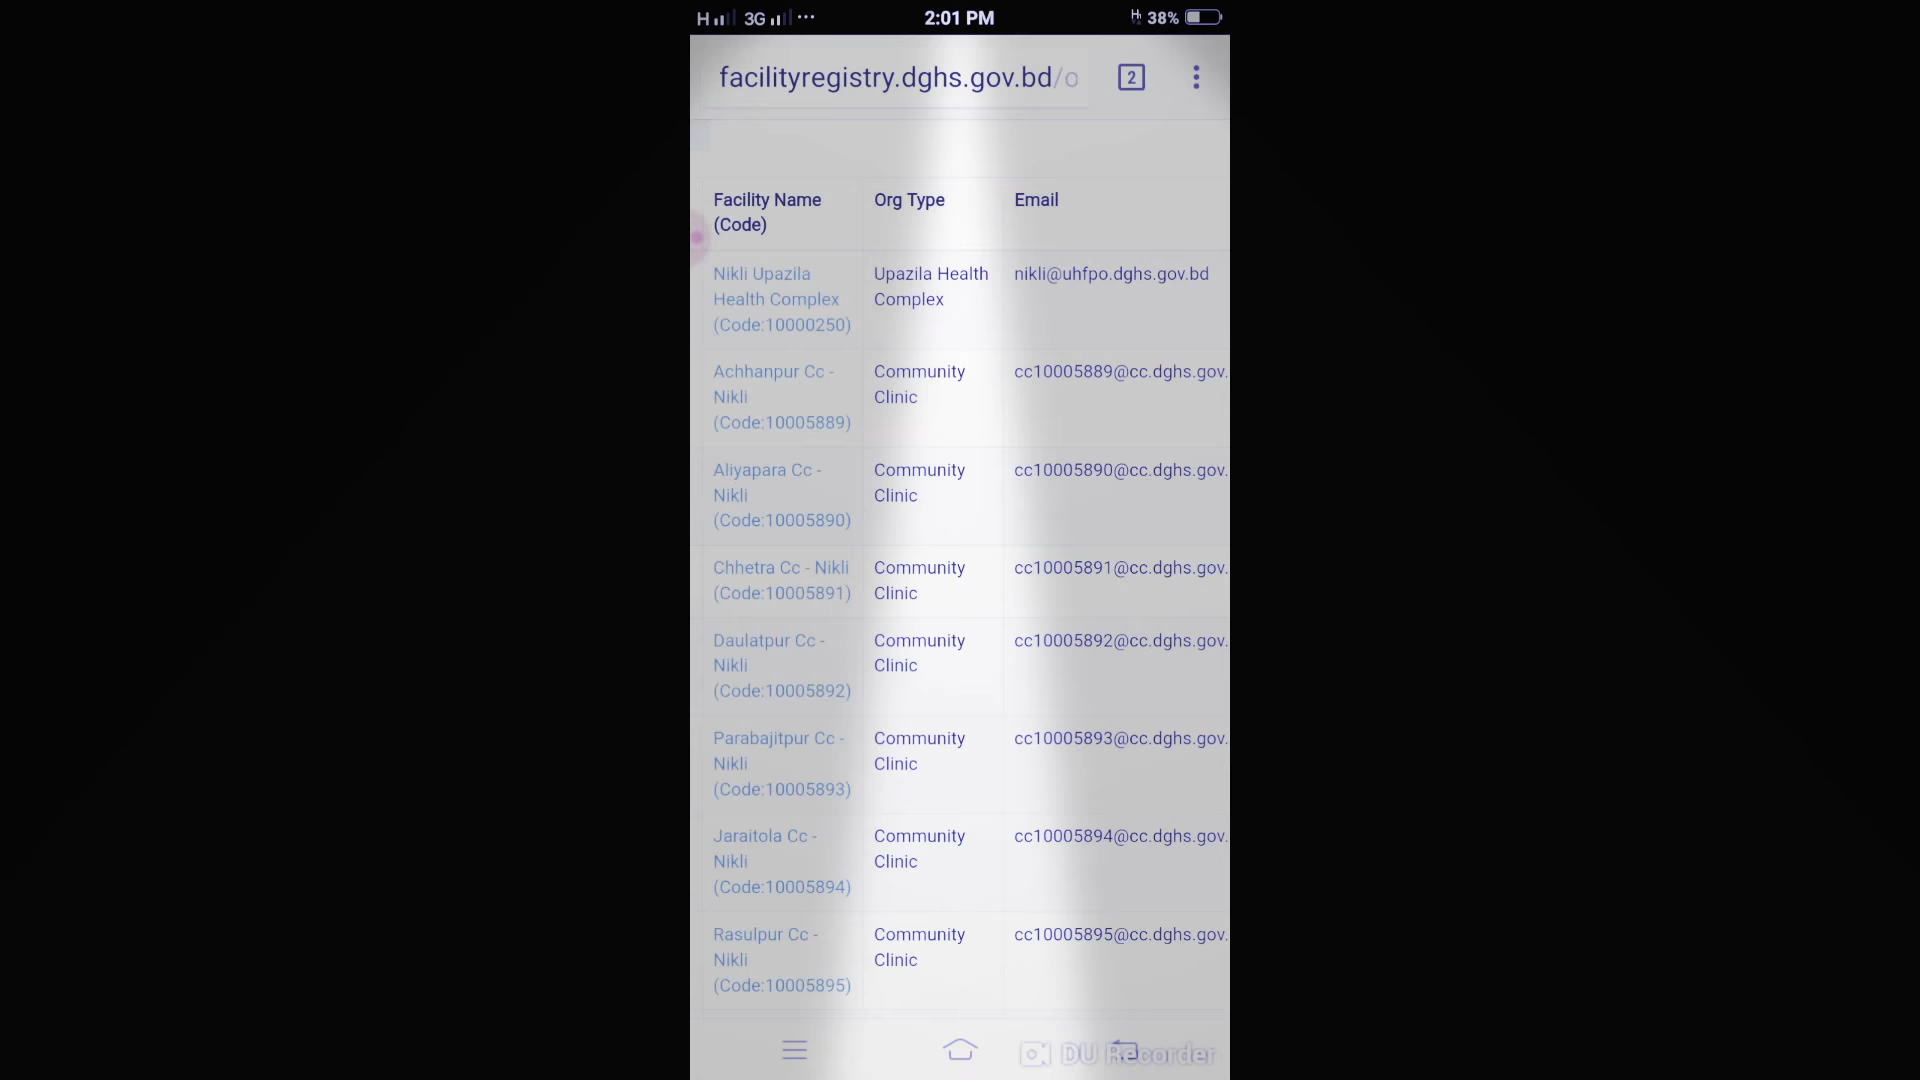 H 3G ... 2:01 PM 38%
facilityregistry.dghs.gov.bd/o 2
Facility Name Org Type Email
(Code)
Nikli Upazila Upazila Health nikli@uhfpo.dghs.gov.bd
Health Complex Complex
(Code:10000250)
Achhanpur Cc - Community cc10005889@cc.dghs.gov.
Nikli Clinic
(Code:10005889)
Aliyapara Cc - Community cc10005890@cc.dghs.gov.
Nikli Clinic
(Code:10005890)
Chhetra Cc - Nikli Community cc10005891@cc.dghs.gov.
(Code:10005891) Clinic
Daulatpur Cc - Community cc10005892@cc.dghs.gov.
Nikli Clinic
(Code:10005892)
Parabajitpur Cc - Community cc10005893@cc.dghs.gov.
Nikli Clinic
(Code:10005893)
Jaraitola Cc - Community cc10005894@cc.dghs.gov.
Nikli Clinic
(Code:10005894)
Rasulpur Cc - Community cc10005895@cc.dghs.gov.
Nikli Clinic
(Code:10005895)
DU Recorder